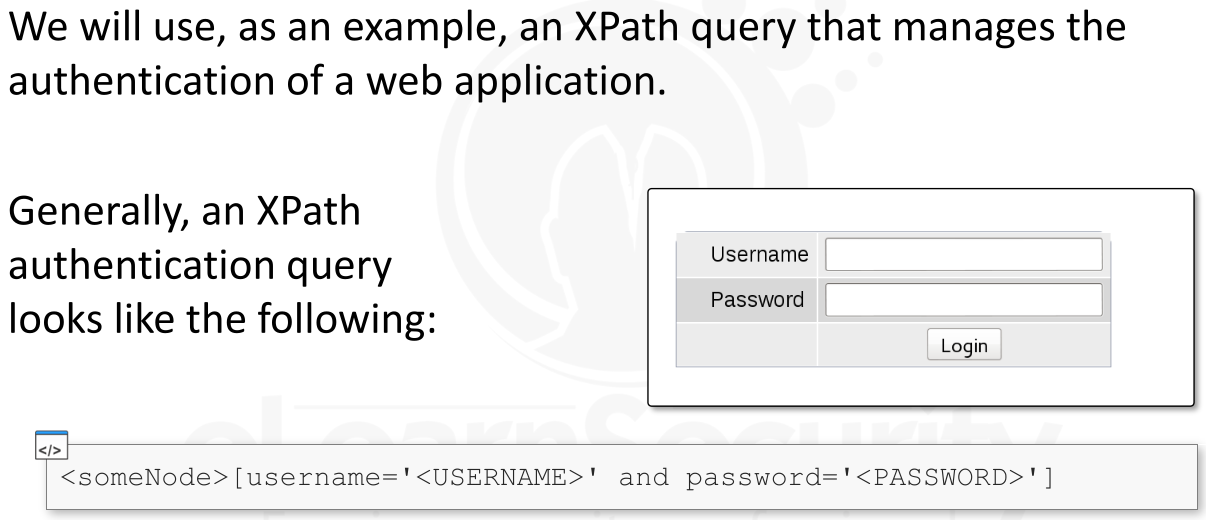 We will use, as an example, an XPath query that manages the
authentication of a web application.
Generally, an XPath
authentication query
looks like the following:
Username
Password
Login
</>
<someNode>[username='<USERNAME>' and password='<PASSWORD>']
eLearnSecurity